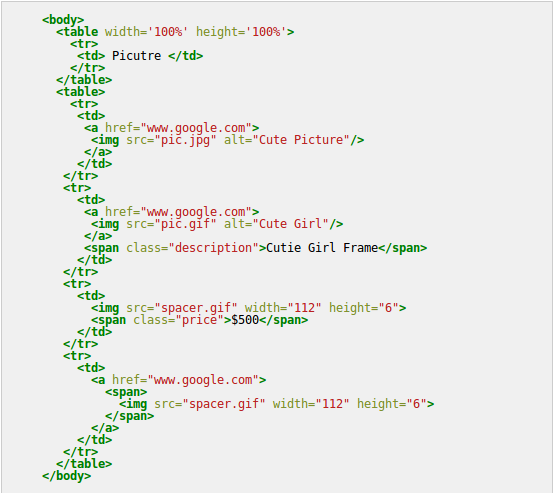 <body>
<table width='100%' height='100%'>
<tr>
<td> Picutre </td>
</tr>
</table>
<table>
<tr>
<td>
<a href="www.google.com">
<img src="pic.jpg" alt="Cute Picture"/>
</a>
</td>
</tr>
<tr>
<td>
<a href="www.google.com">
<img src="pic.gif" alt="Cute Girl"/>
</a>
<span class="description">Cutie Girl Frame</span>
</td>
</tr>
<tr>
<td>
<img src="spacer.gif" width="112" height="6">
<span class="price">$500</span>
</td>
</tr>
<tr>
<td>
<a href="www.google.com">
<span>
<img src="spacer.gif" width="112" height="6">
</span>
</a>
</td>
</tr>
</table>
</body>